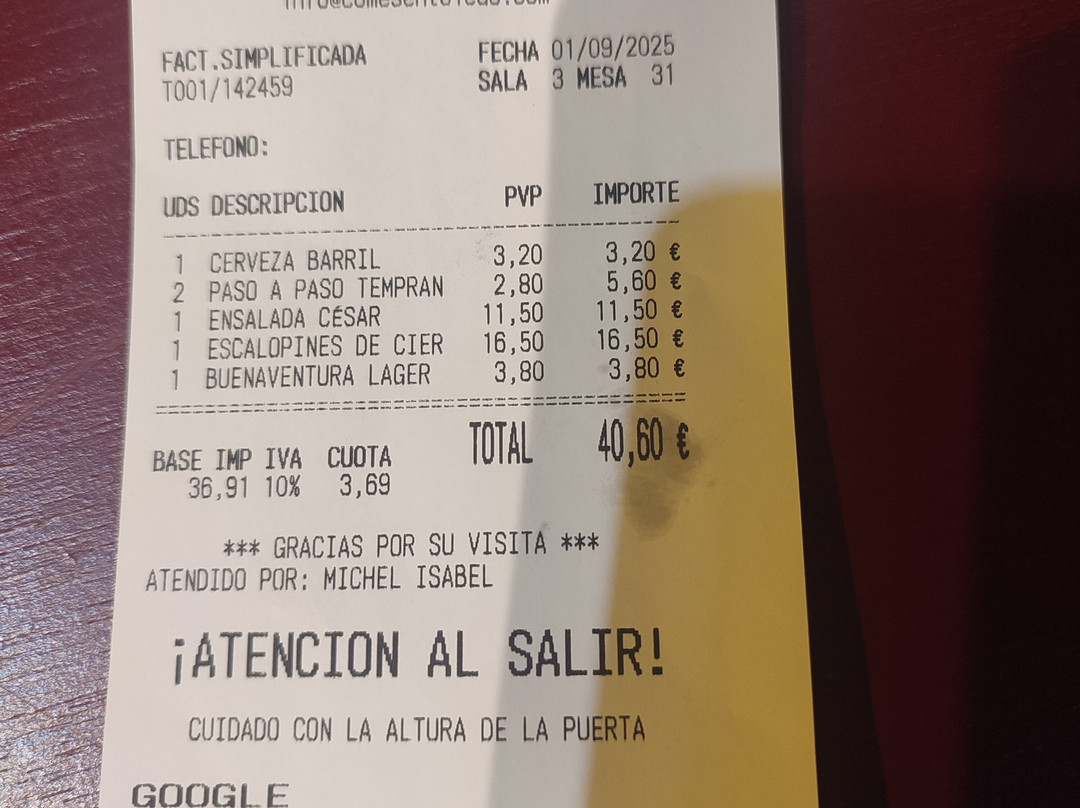 FACT.SIMPLIFICADA FECHA 01/09/2025
T001/142459 SALA 3 MESA 31
TELEFONO:
UDS DESCRIPCION PVP IMPORTE
1 CERVEZA BARRIL 3,20 3,20 €
2 PASO A PASO TEMPRAN 2,80 5,60 €
1 ENSALADA CÉSAR 11,50 11,50 €
1 ESCALOPINES DE CIER 16,50 16,50 €
1 BUENAVENTURA LAGER 3,80 3,80 €
TOTAL 40,60 €
BASE IMP IVA CUOTA
36,91 10% 3,69
*** GRACIAS POR SU VISITA ***
ATENDIDO POR: MICHEL ISABEL
¡ATENCION AL SALIR!
CUIDADO CON LA ALTURA DE LA PUERTA
GOOGLE